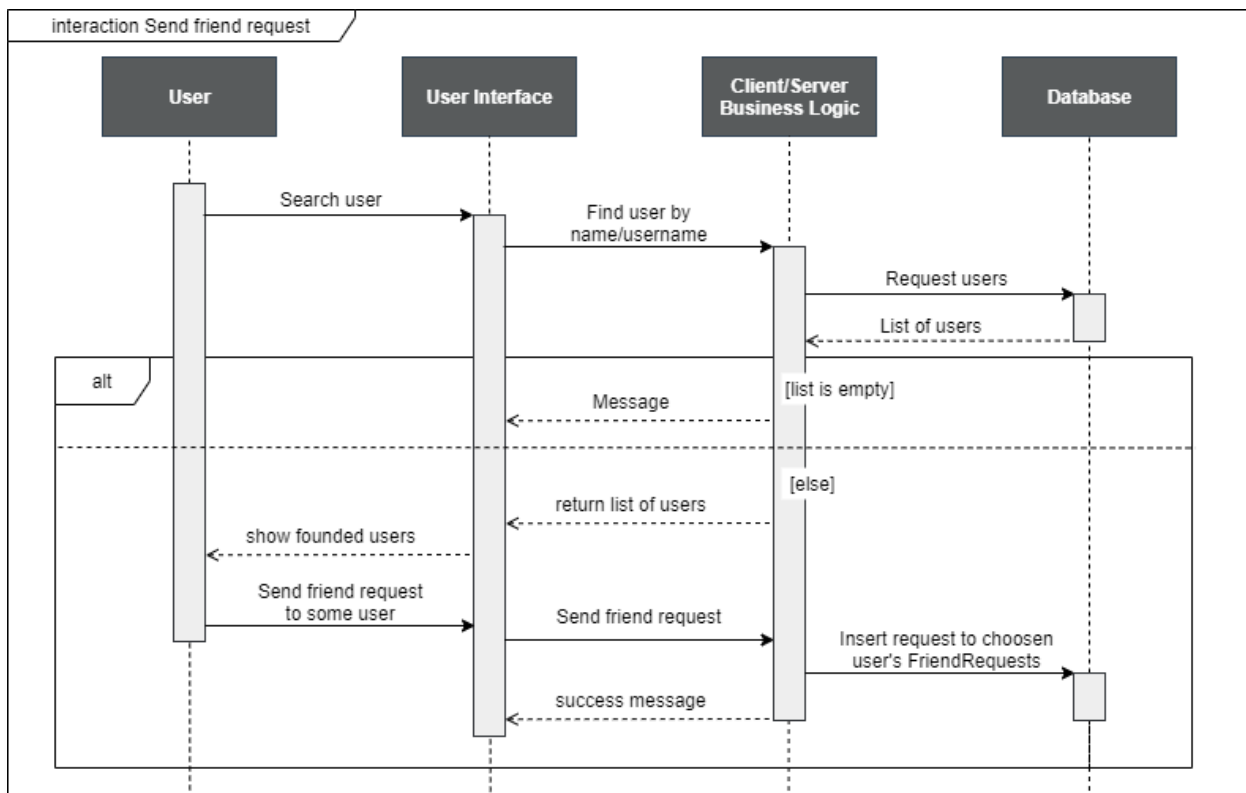 interaction Send friend request
User
User Interface
Client/Server
Business Logic
Database
Search user
Find user by
name/username
Request users
List of users
alt
[list is empty]
Message
[else]
return list of users
show founded users
Send friend request
to some user
Send friend request
Insert request to choosen
user's FriendRequests
success message